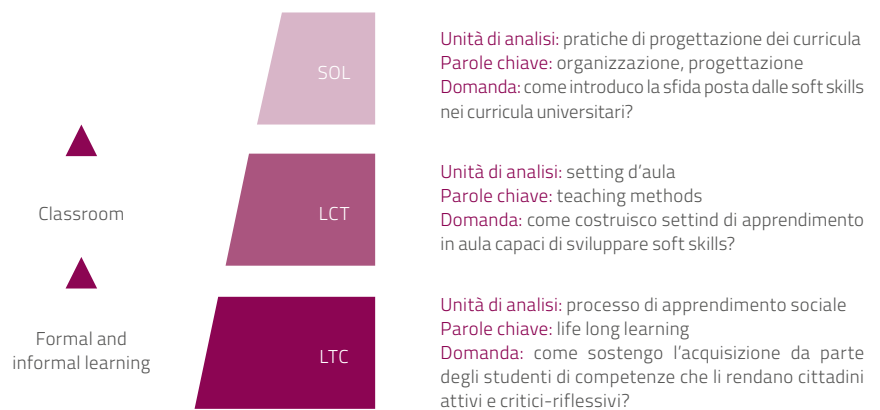 SOL
Unità di analisi: pratiche di progettazione dei curricula
Parole chiave: organizzazione, progettazione
Domanda: come introduco la sfida posta dalle soft skills
nei curricula universitari?
Classroom
LCT
Unità di analisi: setting d'aula
Parole chiave: teaching methods
Domanda: come costruisco settind di apprendimento
in aula capaci di sviluppare soft skills?
Formal and
informal learning
LTC
Unità di analisi: processo di apprendimento sociale
Parole chiave: life long learning
Domanda: come sostengo l'acquisizione da parte
degli studenti di competenze che li rendano cittadini
attivi e critici-riflessivi?